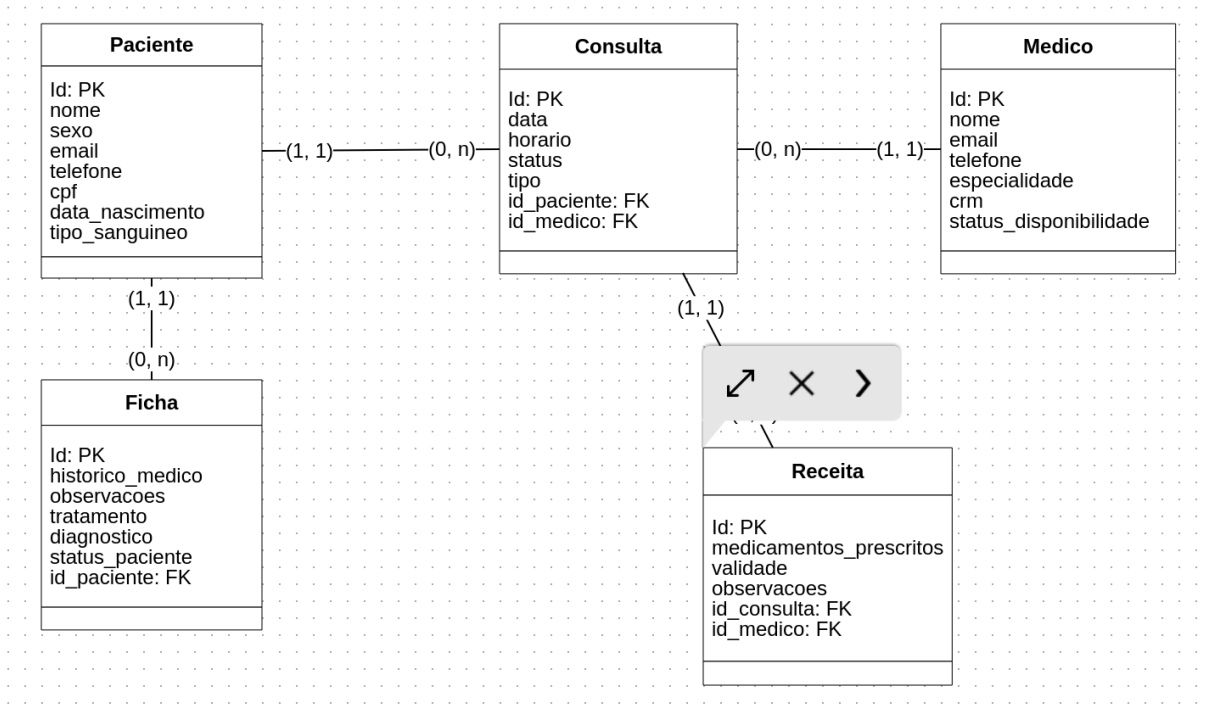 Paciente
Id: PK
nome
sexo
email
telefone
cpf
data_nascimento
tipo_sanguineo
(1, 1)
(0, n)
Consulta
Id: PK
data
horario
status
tipo
id_paciente: FK
id_medico: FK
(0, n)
(1, 1)
Medico
Id: PK
nome
email
telefone
especialidade
crm
status_disponibilidade
(1, 1)
(0, n)
Ficha
Id: PK
historico_medico
observacoes
tratamento
diagnostico
status_paciente
id_paciente: FK
(1, 1)
Receita
Id: PK
medicamentos_prescritos
validade
observacoes
id_consulta: FK
id_medico: FK